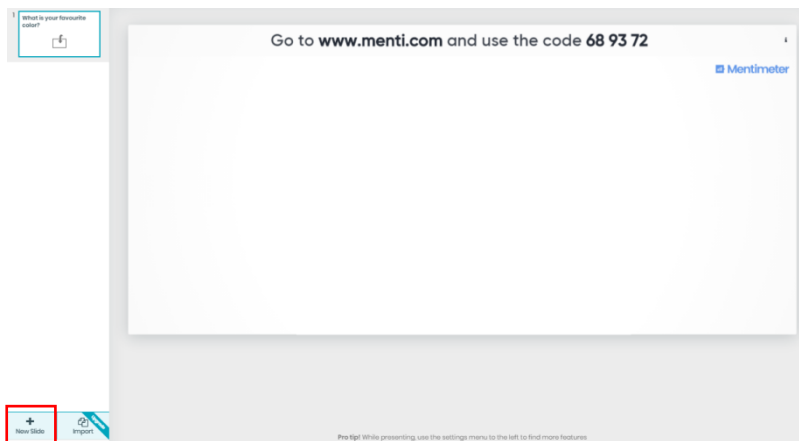 1
What is your favourite
color?
Go to www.menti.com and use the code 68 93 72
Mentimeter
New Slide
Import
Pro tip! While presenting, use the settings menu to the left to find more features